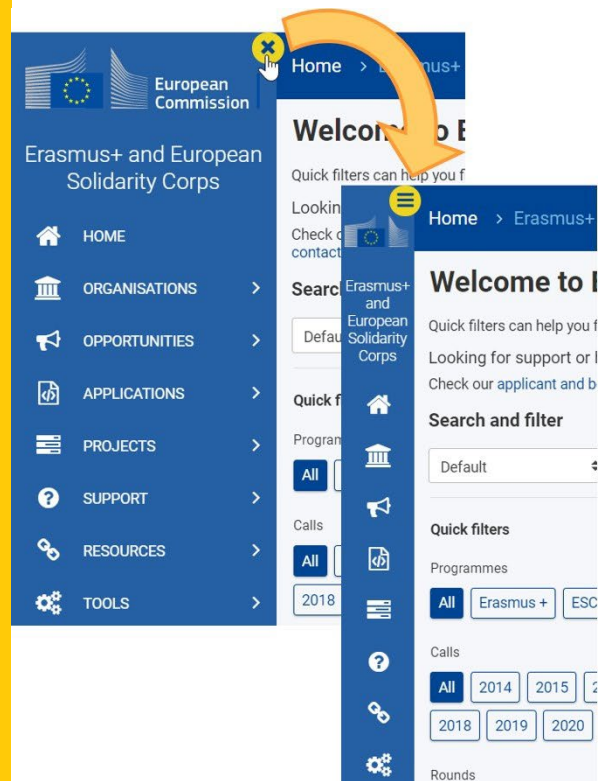 European
Commission
Erasmus+ and European
Solidarity Corps
HOME
ORGANISATIONS
OPPORTUNITIES
APPLICATIONS
PROJECTS
SUPPORT
RESOURCES
TOOLS
Home >
Quick filters can help you f
Lookin
Check
contact
Searc
Defau
Quick f
Program
All
Calls
All
2018
Erasmus+
and
European
Solidarity
Corps
Home > Erasmus+
Welcome to
Quick filters can help you f
Looking for support or
Check our applicant and b
Search and filter
Default
Quick filters
Programmes
All Erasmus + ESC
Calls
All 2014 2015
2018 2019 2020
Rounds